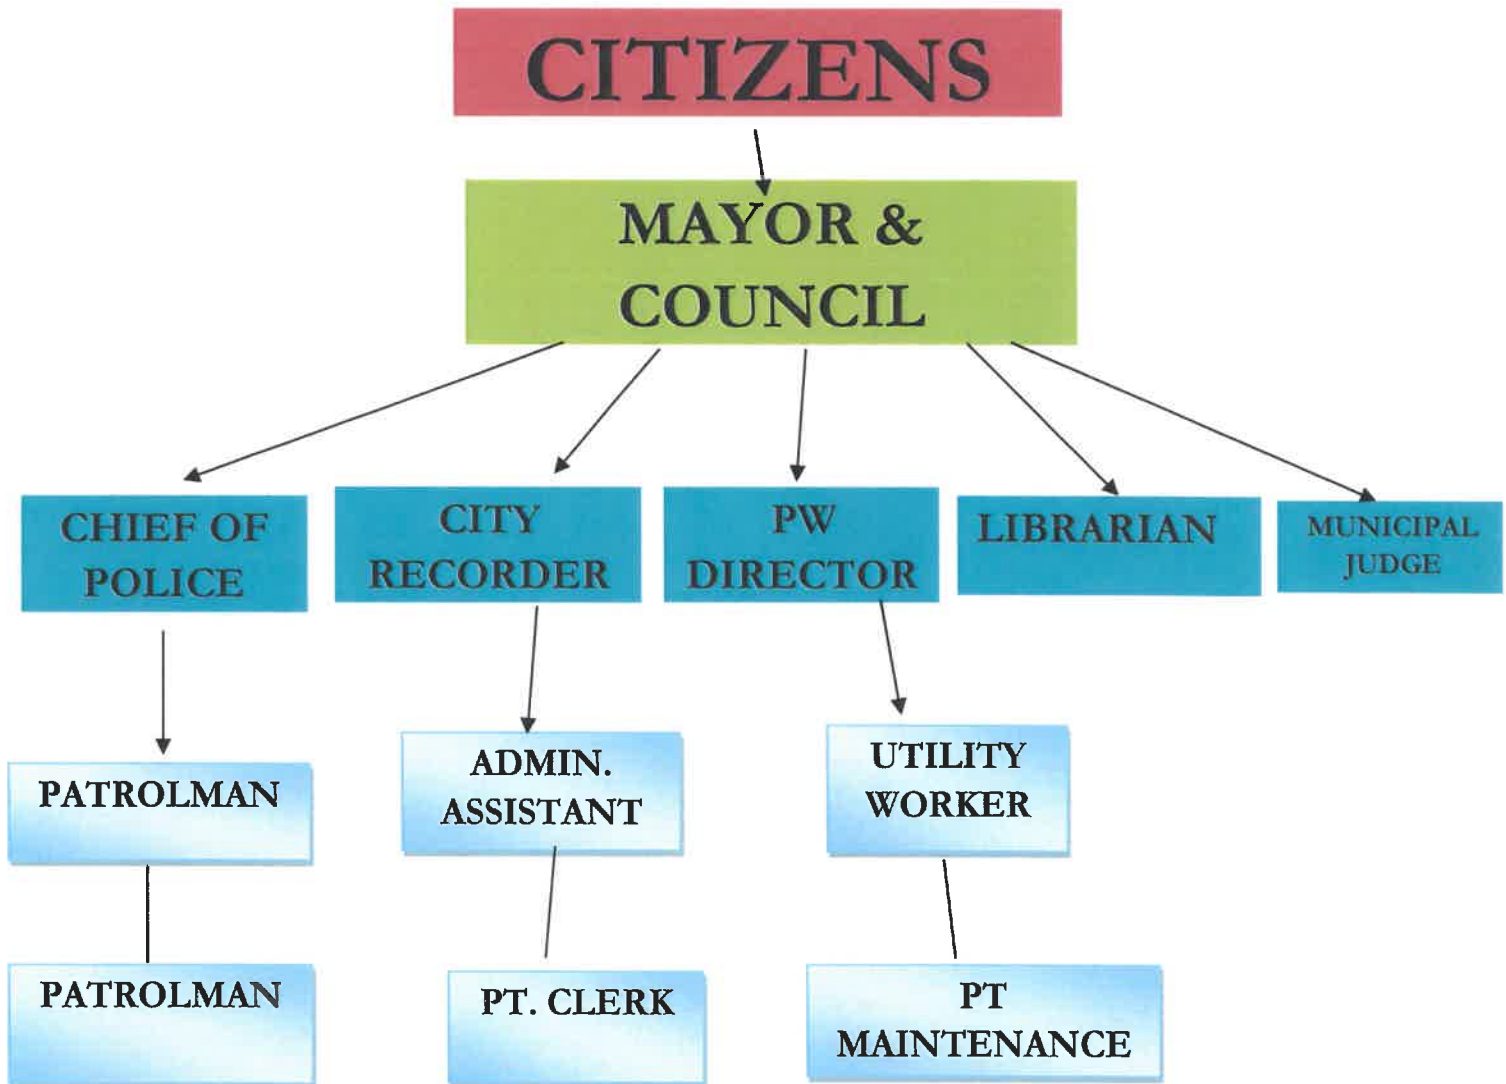 CITIZENS
MAYOR &
COUNCIL
CHIEF OF
POLICE
CITY
RECORDER
PW
DIRECTOR
LIBRARIAN
MUNICIPAL
JUDGE
PATROLMAN
ADMIN.
ASSISTANT
UTILITY
WORKER
PATROLMAN
PT. CLERK
PT
MAINTENANCE